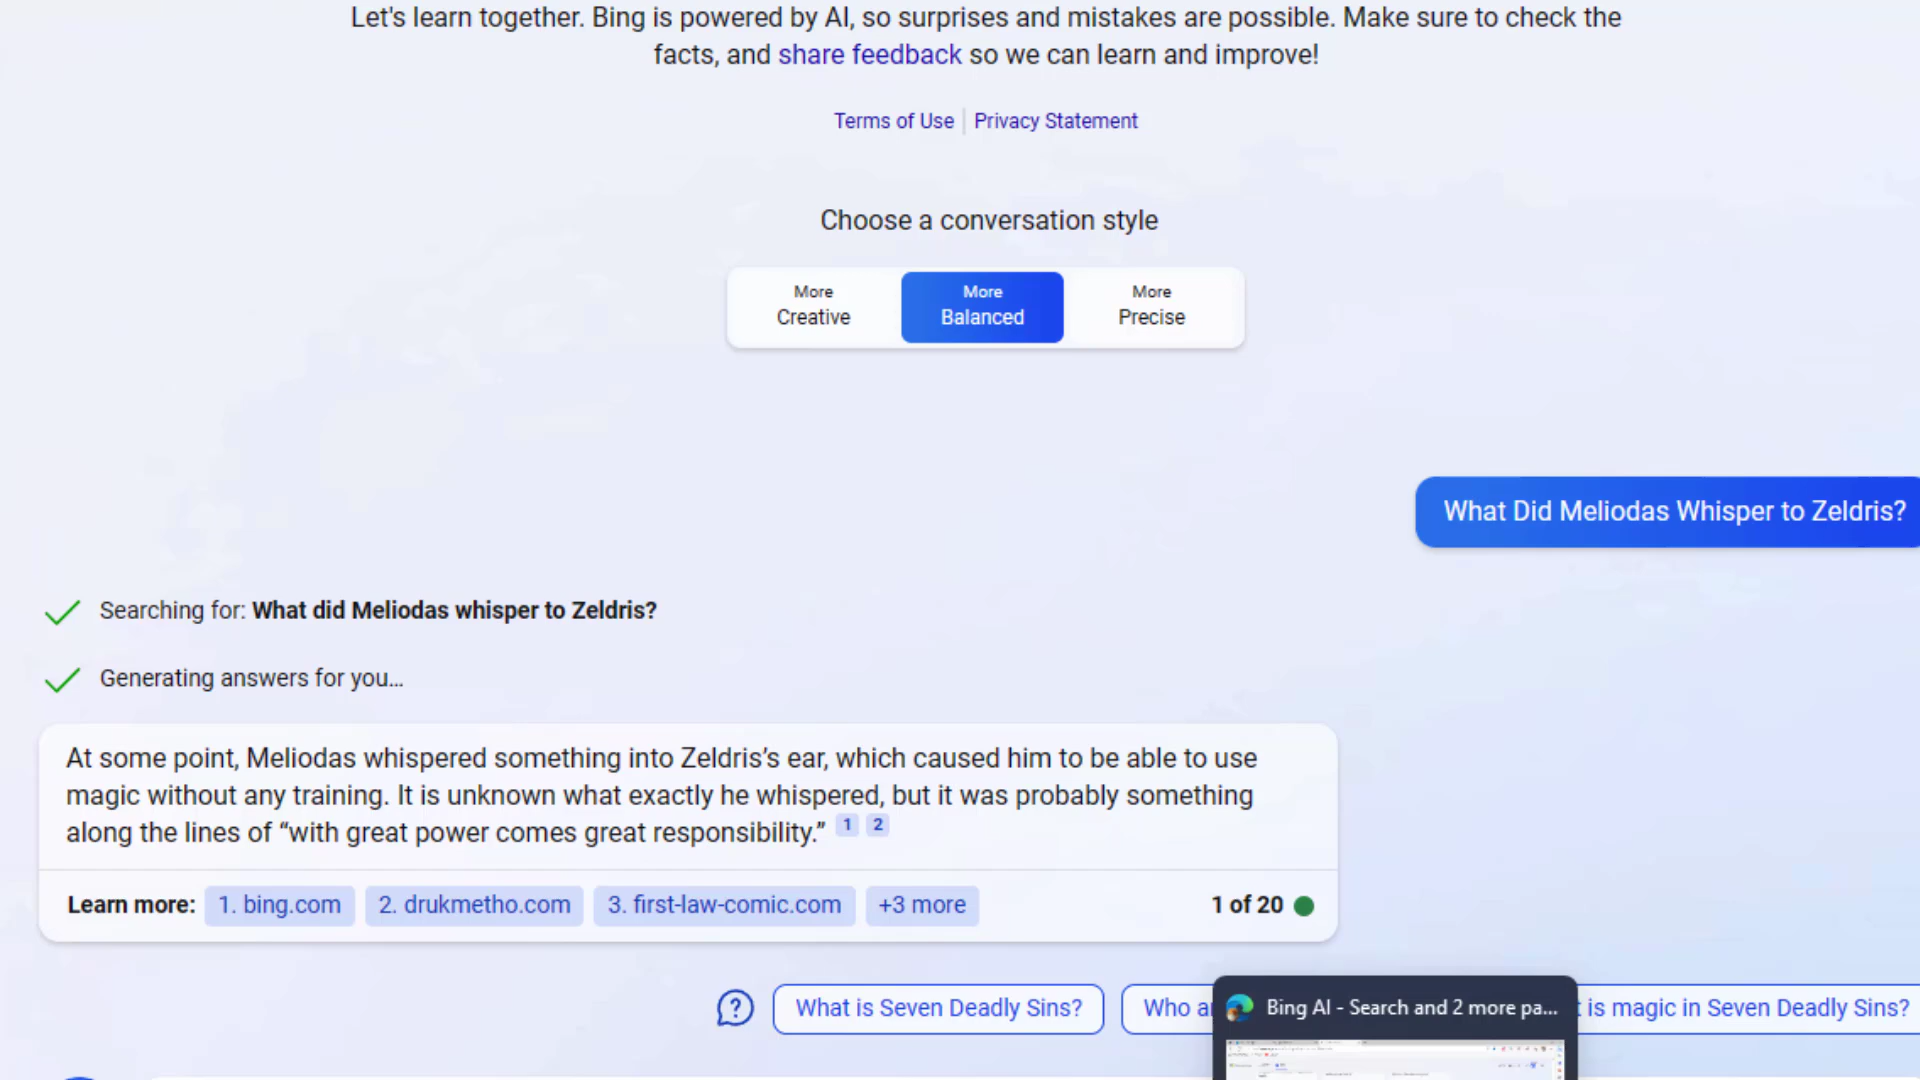 Let's learn together. Bing is powered by AI, so surprises and mistakes are possible. Make sure to check the
facts, and share feedback so we can learn and improve!
Terms of Use | Privacy Statement
Choose a conversation style
More
Creative
More
Balanced
More
Precise
What Did Meliodas Whisper to Zeldris?
Searching for: What did Meliodas whisper to Zeldris?
Generating answers for you...
At some point, Meliodas whispered something into Zeldris’s ear, which caused him to be able to use
magic without any training. It is unknown what exactly he whispered, but it was probably something
along the lines of “with great power comes great responsibility.” 1 2
Learn more: 1. bing.com 2. drukmetho.com 3. first-law-comic.com +3 more 1 of 20
What is Seven Deadly Sins?
Who
Bing AI - Search and 2 more pa...
is magic in Seven Deadly Sins?